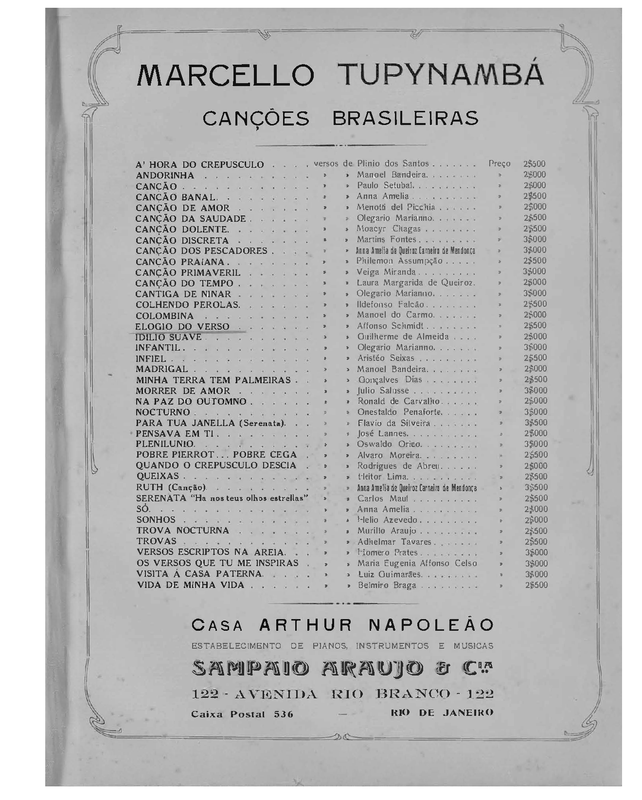 MARCELLO TUPYNAMBÁ
CANÇÕES BRASILEIRAS
A' HORA DO CREPUSCULO . . . . versos de Plinio dos Santos . . . . . . . Preço 2$500
ANDORINHA . . . . . . . . . . » » Manoel Bandeira. . . . . . . . » 2$000
CANÇÃO . . . . . . . . . . . » » Paulo Setubal. . . . . . . . . » 2$000
CANÇÃO BANAL. . . . . . . . . » » Anna Amelia . . . . . . . . . » 2$500
CANÇÃO DE AMOR . . . . . . . » » Menotti del Picchia . . . . . . » 2$000
CANÇÃO DA SAUDADE . . . . . . » » Olegario Marianno. . . . . . . » 2$500
CANÇÃO DOLENTE. . . . . . . . » » Moacyr Chagas . . . . . . . . » 2$500
CANÇÃO DISCRETA . . . . . . . » » Martins Fontes . . . . . . . . » 3$000
CANÇÃO DOS PESCADORES . . . . » » Anna Amelia de Queiroz Carneiro de Mendonça » 3$000
CANÇÃO PRAIANA. . . . . . . . » » Philemon Assumpção . . . . . . » 2$500
CANÇÃO PRIMAVERIL . . . . . . » » Veiga Miranda . . . . . . . . » 3$000
CANÇÃO DO TEMPO . . . . . . . » » Laura Margarida de Queiroz. » 2$000
CANTIGA DE NINAR . . . . . . . » » Olegario Marianno. . . . . . . » 3$000
COLHENDO PEROLAS. . . . . . . » » Ildefonso Falcão . . . . . . . » 2$500
COLOMBINA . . . . . . . . . . » » Manoel do Carmo. . . . . . . . » 2$000
ELOGIO DO VERSO . . . . . . . » » Affonso Schmidt . . . . . . . » 2$500
IDILIO SUAVE . . . . . . . . . » » Guilherme de Almeida . . . . . » 2$000
INFANTIL. . . . . . . . . . . » » Olegario Marianno. . . . . . . » 3$000
INFIEL . . . . . . . . . . . » » Aristéo Seixas . . . . . . . . » 2$500
MADRIGAL . . . . . . . . . . » » Manoel Bandeira. . . . . . . . » 2$000
MINHA TERRA TEM PALMEIRAS . . » » Gonçalves Dias . . . . . . . . » 2$500
MORRER DE AMOR . . . . . . . » » Julio Salusse . . . . . . . . » 3$000
NA PAZ DO OUTOMNO . . . . . . » » Ronald de Carvalho . . . . . . » 2$000
NOCTURNO . . . . . . . . . . » » Onestaldo Penaforte. . . . . . » 3$000
PARA TUA JANELLA (Serenata). . . » » Flavio da Silveira . . . . . . » 3$500
PENSAVA EM TI . . . . . . . . » » José Lannes. . . . . . . . . . » 2$000
PLENILUNIO. . . . . . . . . . » » Oswaldo Orico. . . . . . . . . » 3$000
POBRE PIERROT... POBRE CEGA . » » Alvaro Moreira. . . . . . . . » 2$500
QUANDO O CREPUSCULO DESCIA . » » Rodrigues de Abreu . . . . . . » 2$000
QUEIXAS . . . . . . . . . . . » » Heitor Lima. . . . . . . . . . » 2$500
RUTH (Canção) . . . . . . . . » » Anna Amelia de Queiroz Carneiro de Mendonça » 3$500
SERENATA "Ha nos teus olhos estrellas" » » Carlos Maul . . . . . . . . . » 2$500
SÓ. . . . . . . . . . . . . . » » Anna Amelia . . . . . . . . . » 2$000
SONHOS . . . . . . . . . . . » » Helio Azevedo . . . . . . . . » 2$000
TROVA NOCTURNA . . . . . . . » » Murillo Araujo . . . . . . . . » 2$500
TROVAS . . . . . . . . . . . » » Adhelmar Tavares . . . . . . . » 2$500
VERSOS ESCRIPTOS NA AREIA. . . » » Homero Prates . . . . . . . . » 3$000
OS VERSOS QUE TU ME INSPIRAS . » » Maria Eugenia Affonso Celso » 3$000
VISITA Á CASA PATERNA. . . . . » » Luiz Guimarães. . . . . . . . » 3$000
VIDA DE MINHA VIDA . . . . . . » » Belmiro Braga . . . . . . . . » 2$500
CASA ARTHUR NAPOLEÃO
ESTABELECIMENTO DE PIANOS, INSTRUMENTOS E MUSICAS
SAMPAIO ARAUJO & Cia.
122 - AVENIDA RIO BRANCO - 122
Caixa Postal 536 — RIO DE JANEIRO